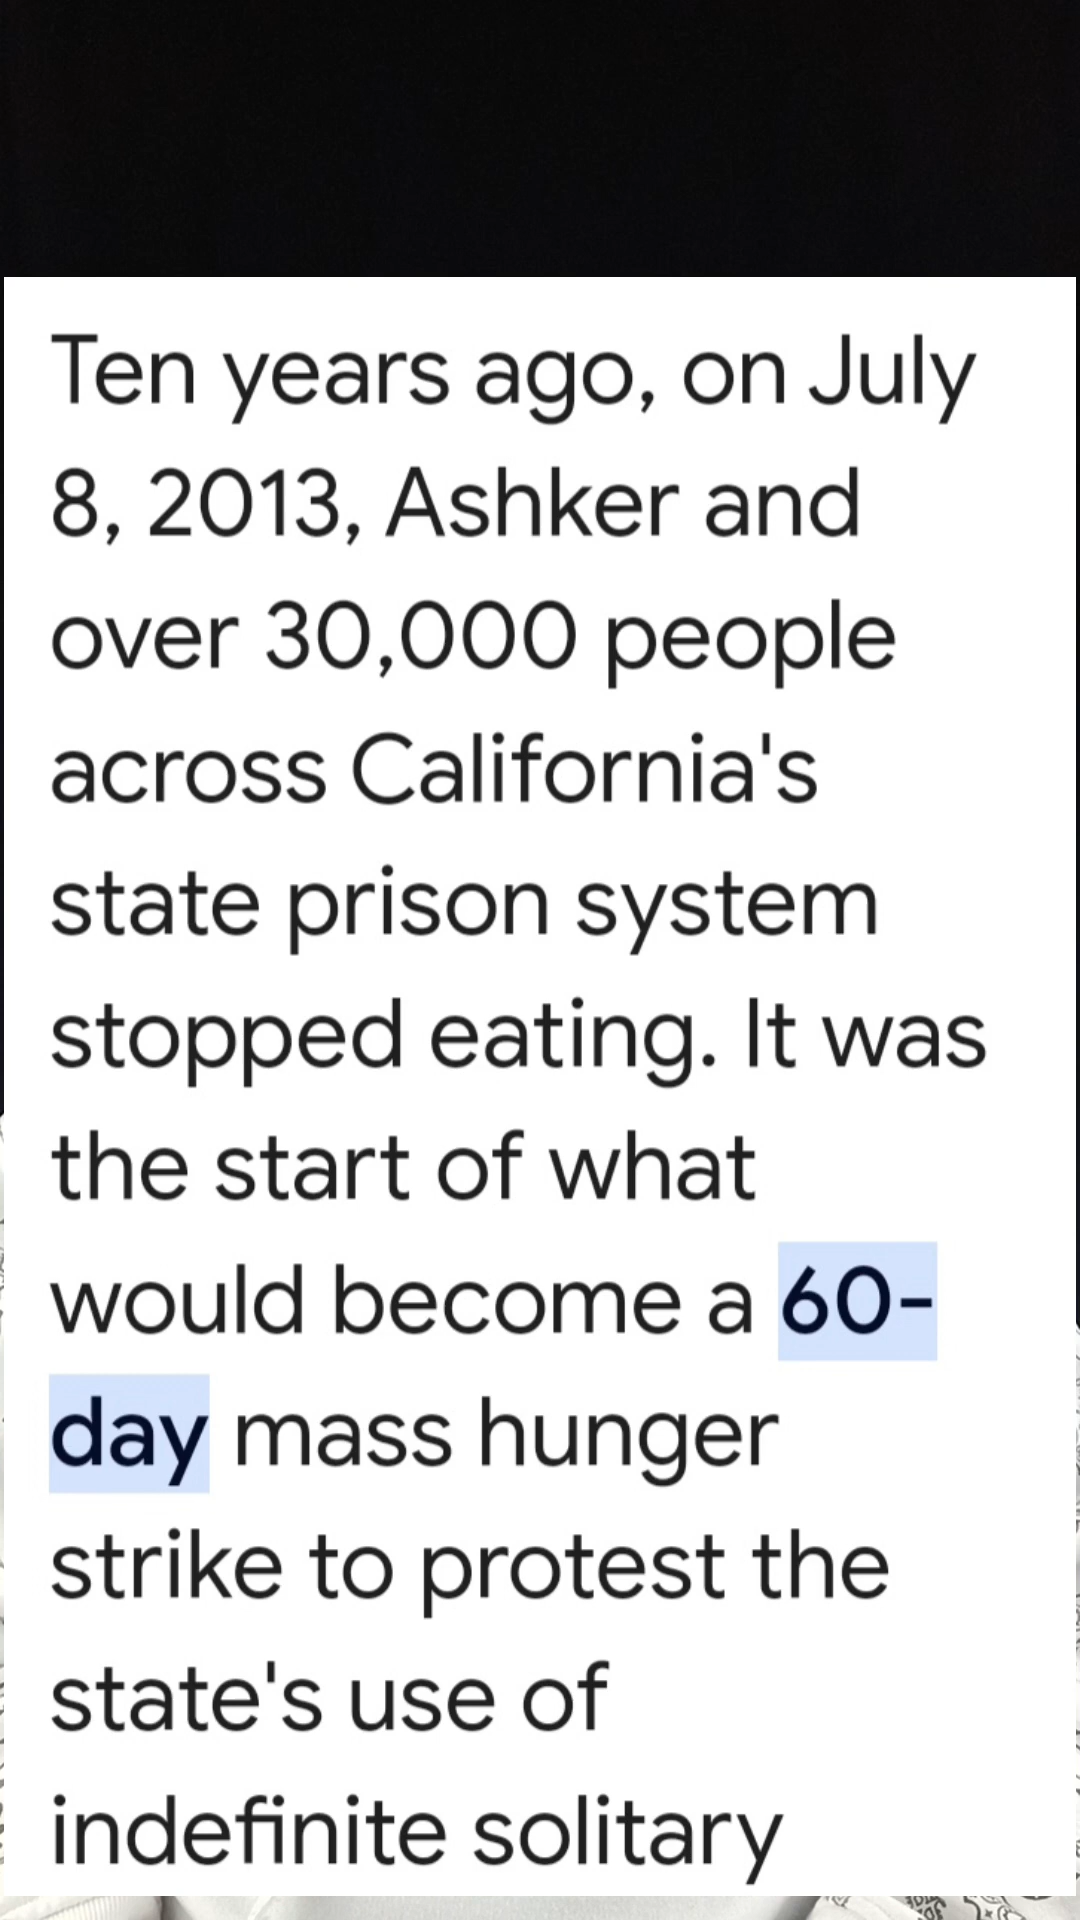 Ten years ago, on July
8, 2013, Ashker and
over 30,000 people
across California's
state prison system
stopped eating. It was
the start of what
would become a 60-
day mass hunger
strike to protest the
state's use of
indefinite solitary